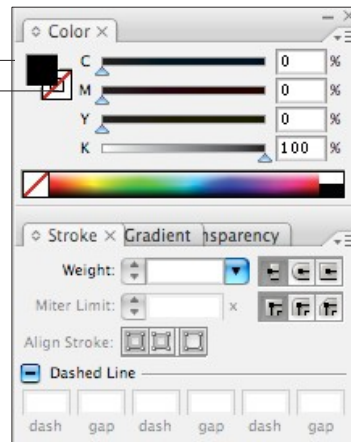 Color ×
C 0 %
M 0 %
Y 0 %
K 100 %
Stroke × Gradient nsparency
Weight:
Miter Limit: ×
Align Stroke:
Dashed Line
dash gap dash gap dash gap